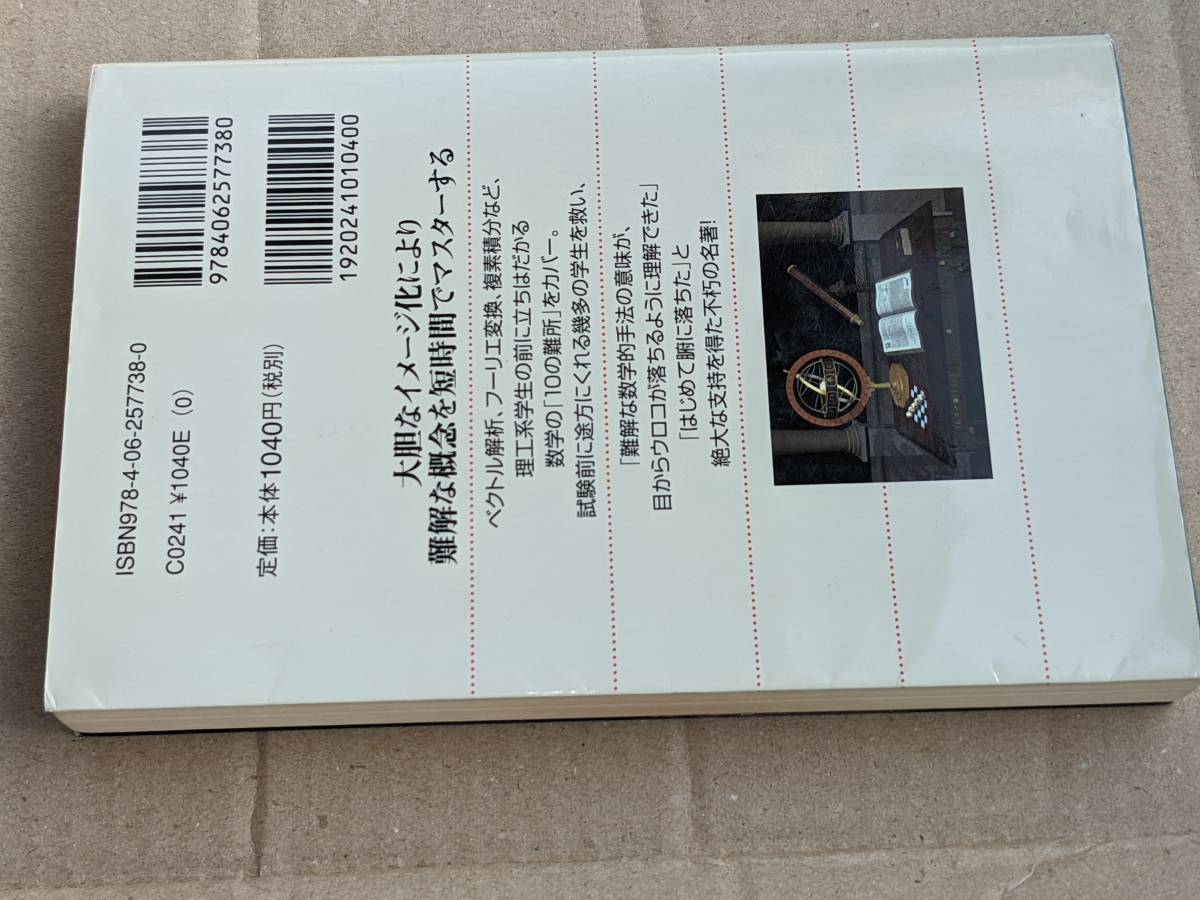 9784062577380
1920241010400
ISBN978-4-06-257738-0
C0241 ¥1040E (0)
定価:本体1040円(税別)
大胆なイメージ化により
難解な概念を短時間でマスターする
ベクトル解析、フーリエ変換、複素積分など、
理工系学生の前に立ちはだかる
数学の「10の難所」をカバー。
試験前に途方にくれる幾多の学生を救い、
「難解な数学的手法の意味が、
目からウロコが落ちるように理解できた」
「はじめて腑に落ちた」と
絶大な支持を得た不朽の名著!